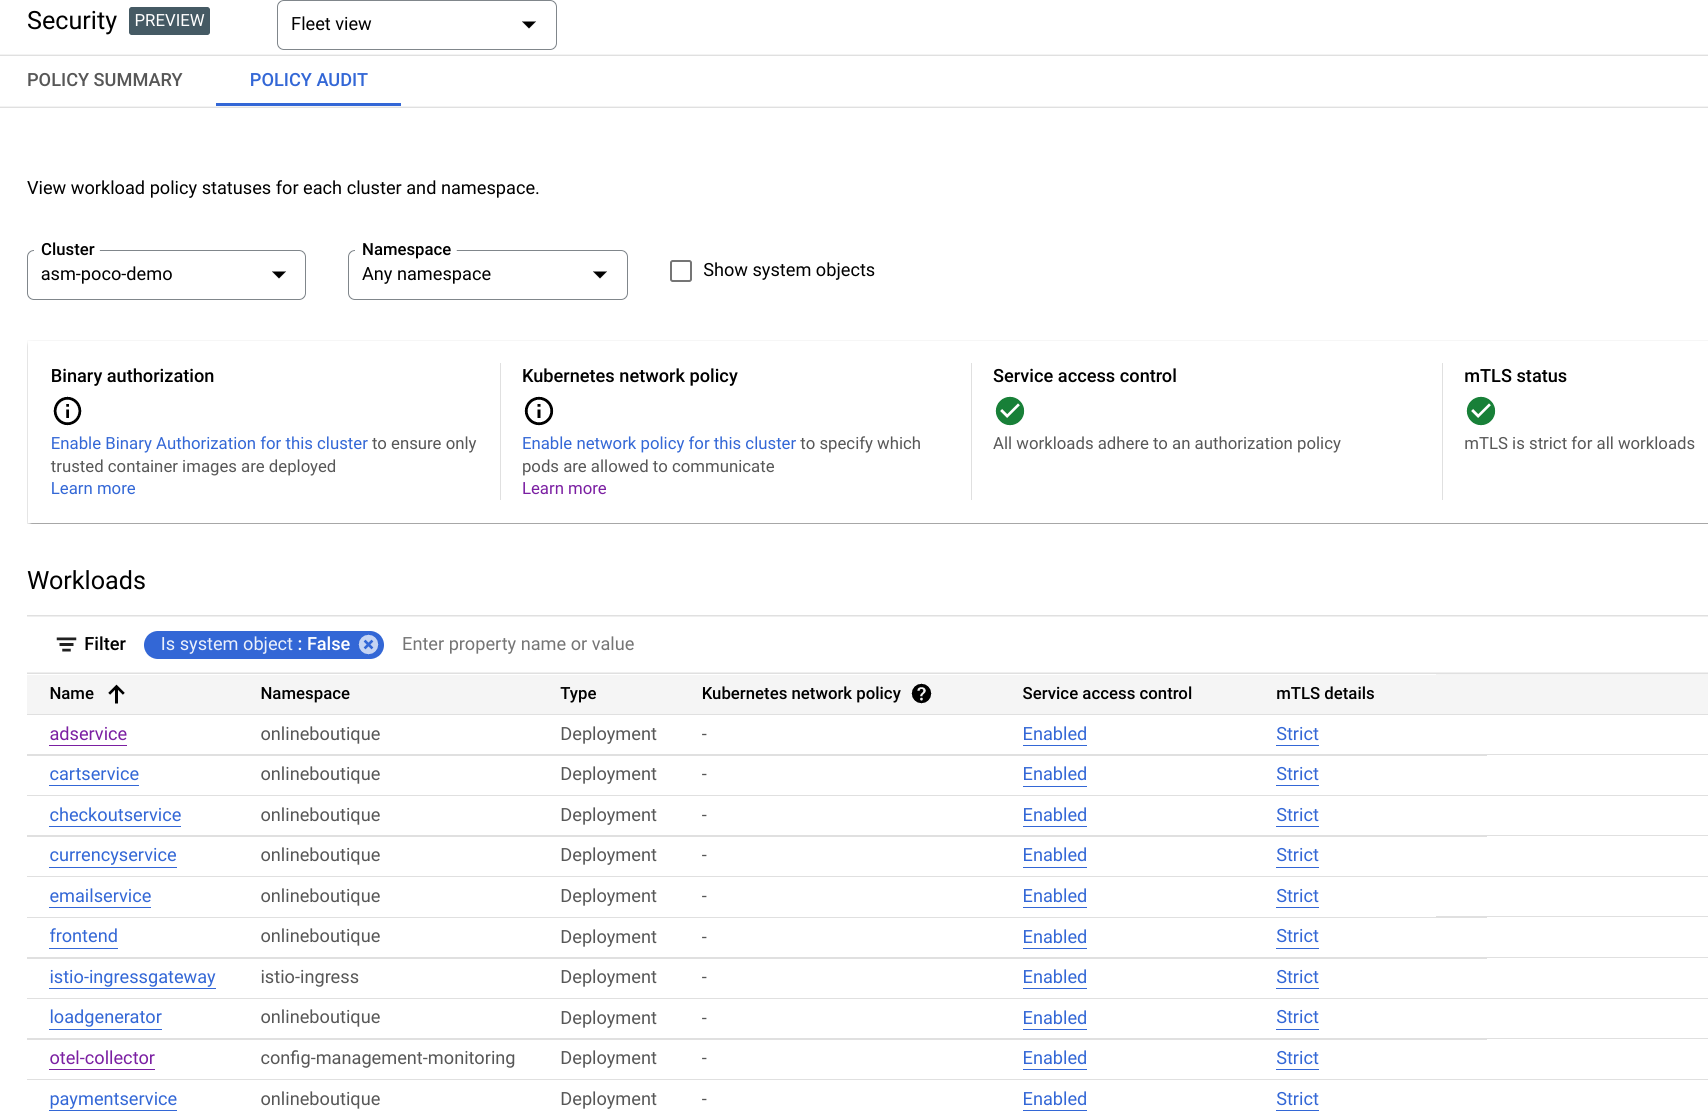 Security PREVIEW Fleet view
POLICY SUMMARY POLICY AUDIT
View workload policy statuses for each cluster and namespace.
Cluster Namespace
asm-poco-demo Any namespace Show system objects
Binary authorization
Enable Binary Authorization for this cluster to ensure only
trusted container images are deployed
Learn more
Kubernetes network policy
Enable network policy for this cluster to specify which
pods are allowed to communicate
Learn more
Service access control
All workloads adhere to an authorization policy
mTLS status
mTLS is strict for all workloads
Workloads
Filter Is system object : False Enter property name or value
Name Namespace Type Kubernetes network policy Service access control mTLS details
adservice onlineboutique Deployment - Enabled Strict
cartservice onlineboutique Deployment - Enabled Strict
checkoutservice onlineboutique Deployment - Enabled Strict
currencyservice onlineboutique Deployment - Enabled Strict
emailservice onlineboutique Deployment - Enabled Strict
frontend onlineboutique Deployment - Enabled Strict
istio-ingressgateway istio-ingress Deployment - Enabled Strict
loadgenerator onlineboutique Deployment - Enabled Strict
otel-collector config-management-monitoring Deployment - Enabled Strict
paymentservice onlineboutique Deployment - Enabled Strict